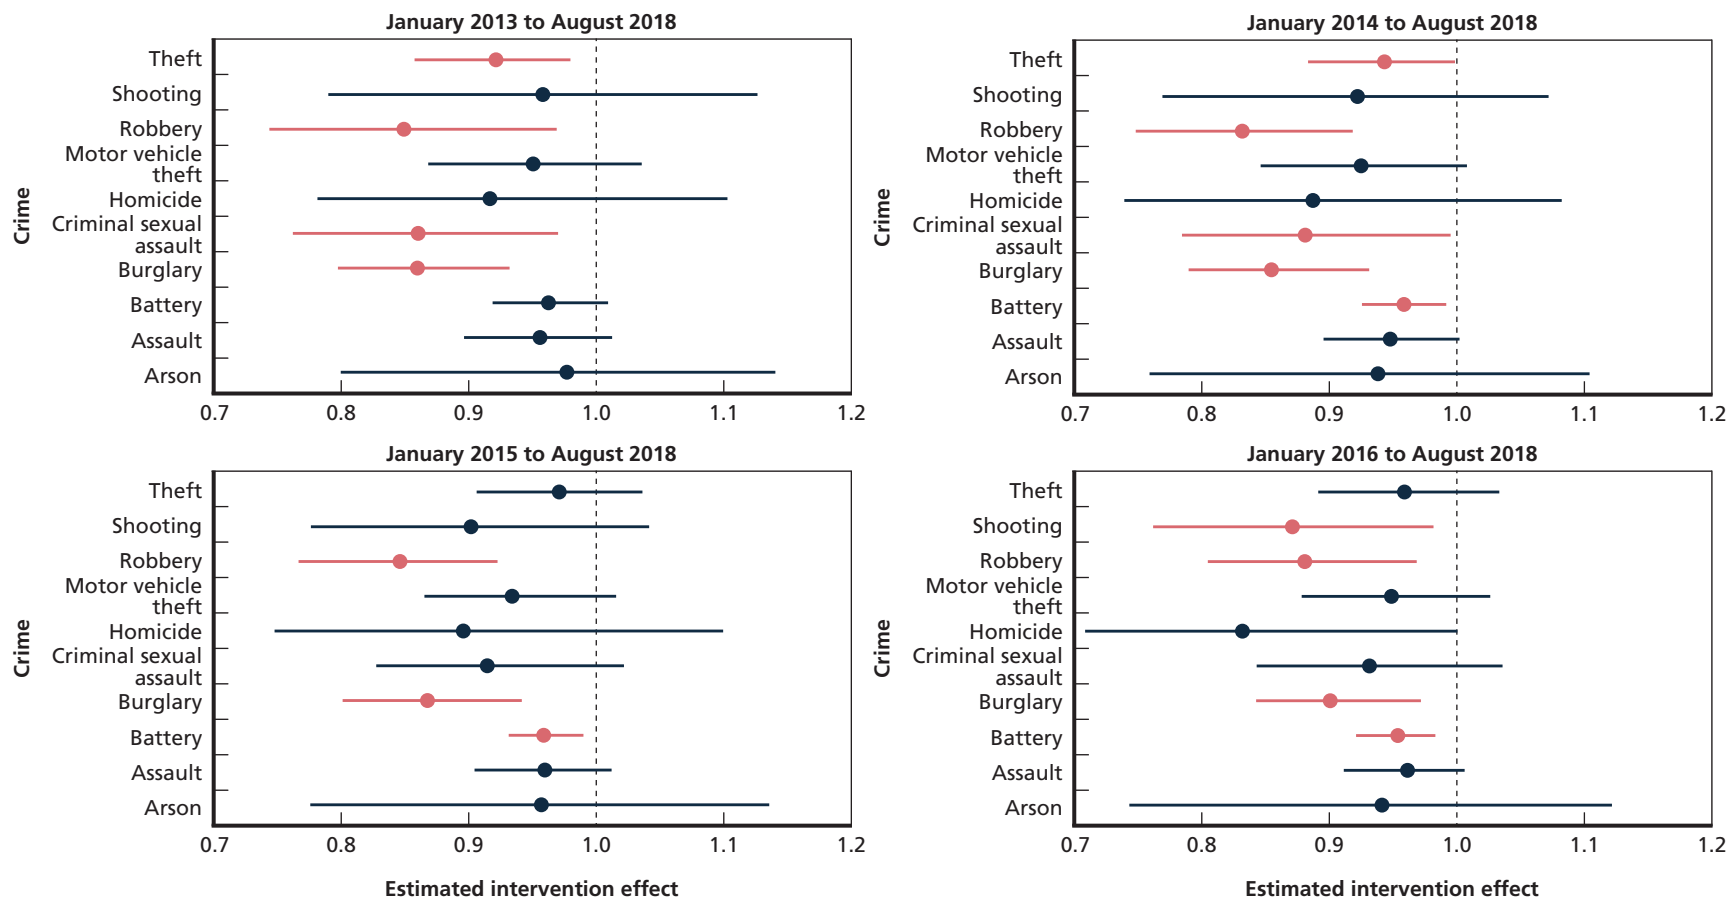 January 2013 to August 2018
Crime
Theft
Shooting
Robbery
Motor vehicle
theft
Homicide
Criminal sexual
assault
Burglary
Battery
Assault
Arson
0.7 0.8 0.9 1.0 1.1 1.2
January 2014 to August 2018
Crime
Theft
Shooting
Robbery
Motor vehicle
theft
Homicide
Criminal sexual
assault
Burglary
Battery
Assault
Arson
0.7 0.8 0.9 1.0 1.1 1.2
January 2015 to August 2018
Crime
Theft
Shooting
Robbery
Motor vehicle
theft
Homicide
Criminal sexual
assault
Burglary
Battery
Assault
Arson
0.7 0.8 0.9 1.0 1.1 1.2
Estimated intervention effect
January 2016 to August 2018
Crime
Theft
Shooting
Robbery
Motor vehicle
theft
Homicide
Criminal sexual
assault
Burglary
Battery
Assault
Arson
0.7 0.8 0.9 1.0 1.1 1.2
Estimated intervention effect